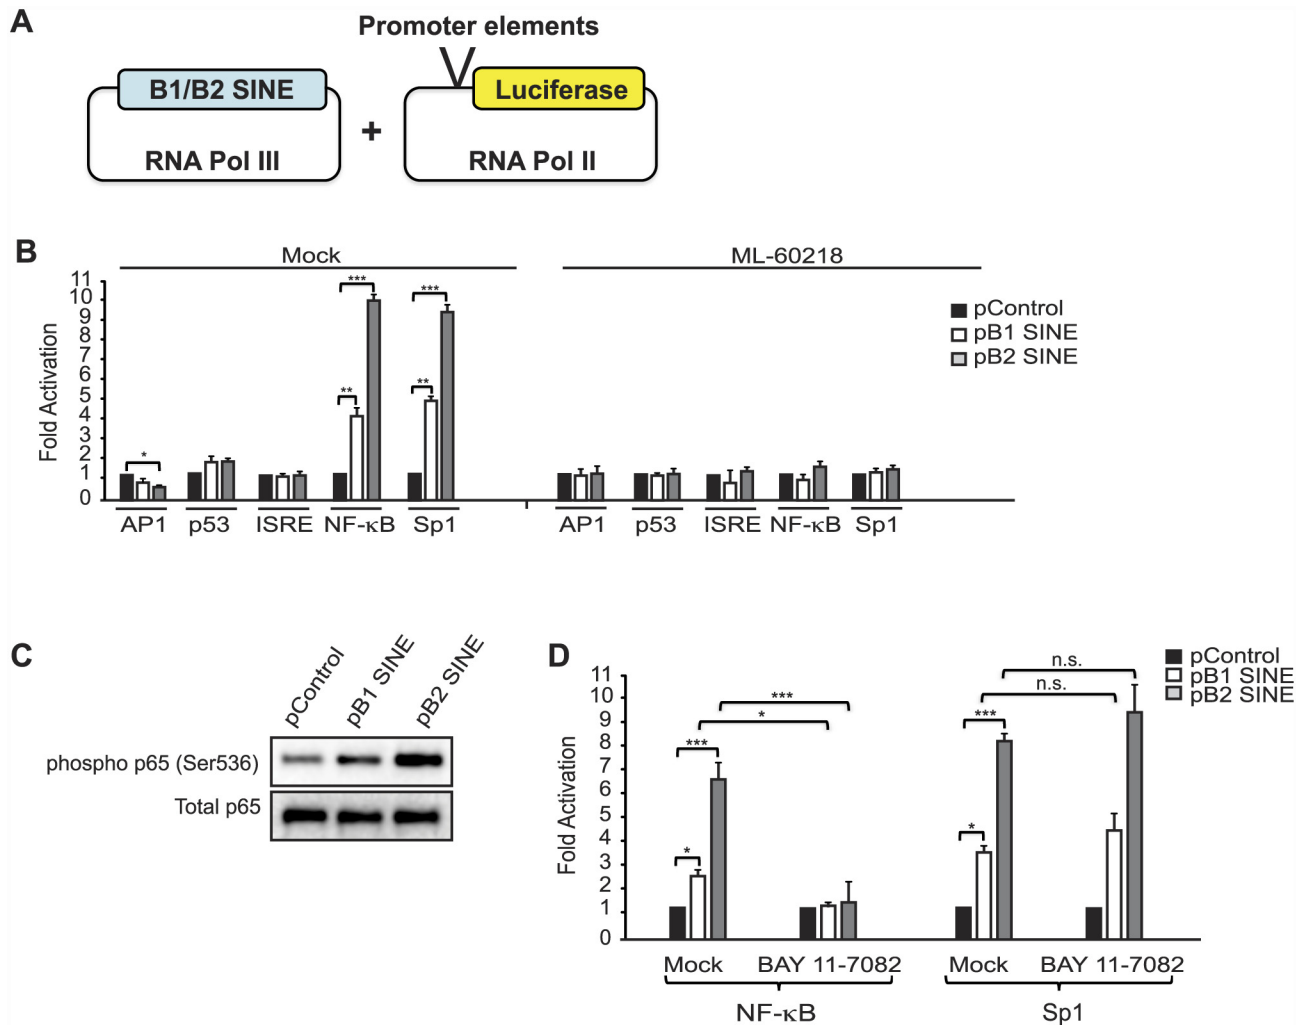 A
Promoter elements
B1/B2 SINE
Luciferase
+
RNA Pol III
RNA Pol II
B
Mock
ML-60218
Fold Activation
11
10
9
8
7
6
5
4
3
2
1
0
*
**
***
**
***
pControl
pB1 SINE
pB2 SINE
AP1 p53 ISRE NF-κB Sp1
AP1 p53 ISRE NF-κB Sp1
C
pControl
pB1 SINE
pB2 SINE
phospho p65 (Ser536)
Total p65
D
Fold Activation
11
10
9
8
7
6
5
4
3
2
1
0
*
***
*
***
*
***
n.s.
n.s.
pControl
pB1 SINE
pB2 SINE
Mock BAY 11-7082 Mock BAY 11-7082
NF-κB Sp1